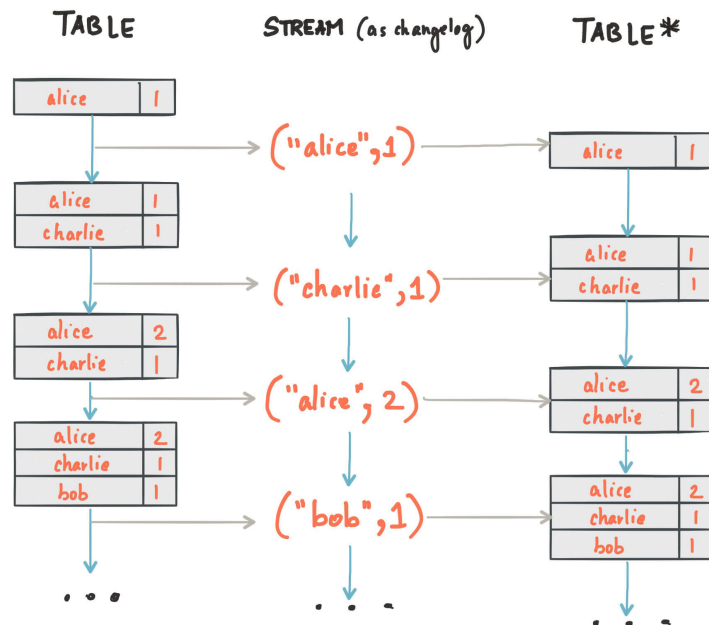 TABLE
STREAM (as changelog)
TABLE*
alice 1
("alice",1)
alice 1
alice 1
charlie 1
("charlie",1)
alice 1
charlie 1
alice 2
charlie 1
("alice", 2)
alice 2
charlie 1
alice 2
charlie 1
bob 1
("bob",1)
alice 2
charlie 1
bob 1
...
...
...